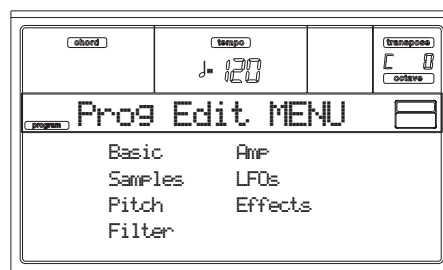 chord tempo transpose
♩= 120 C 0
octave
program Prog Edit MENU
Basic Amp
Samples LFOs
Pitch Effects
Filter